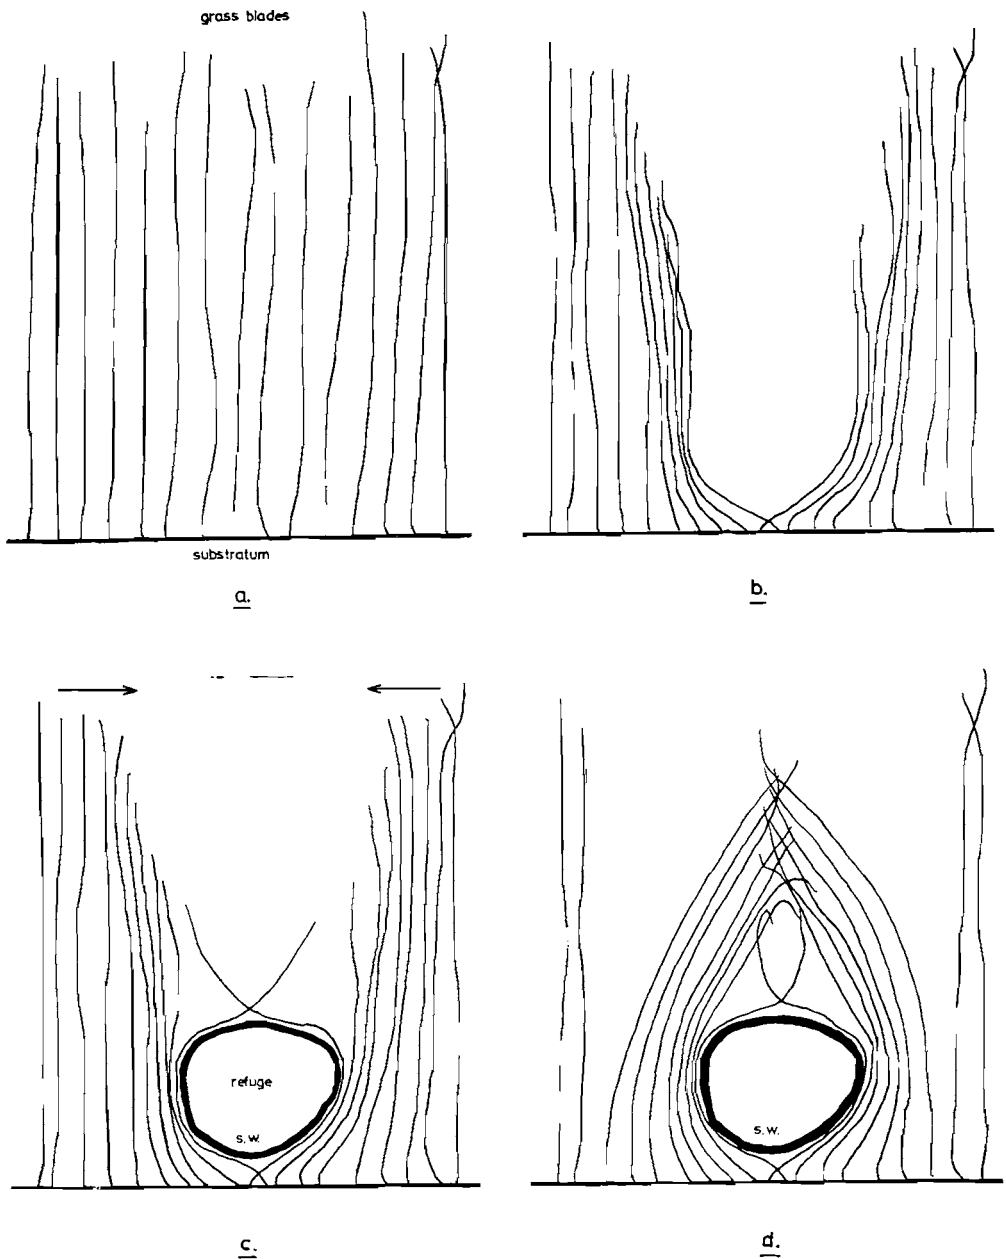 grass blades
substratum
a.
b.
refuge
s.w.
c.
s.w.
d.